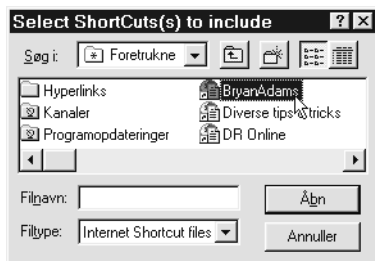 Select ShortCuts(s) to include
Søg i: Foretrukne
Hyperlinks BryanAdams
Kanaler Diverse tips tricks
Programopdateringer DR Online
Filnavn: Åbn
Filtype: Internet Shortcut files Annuller